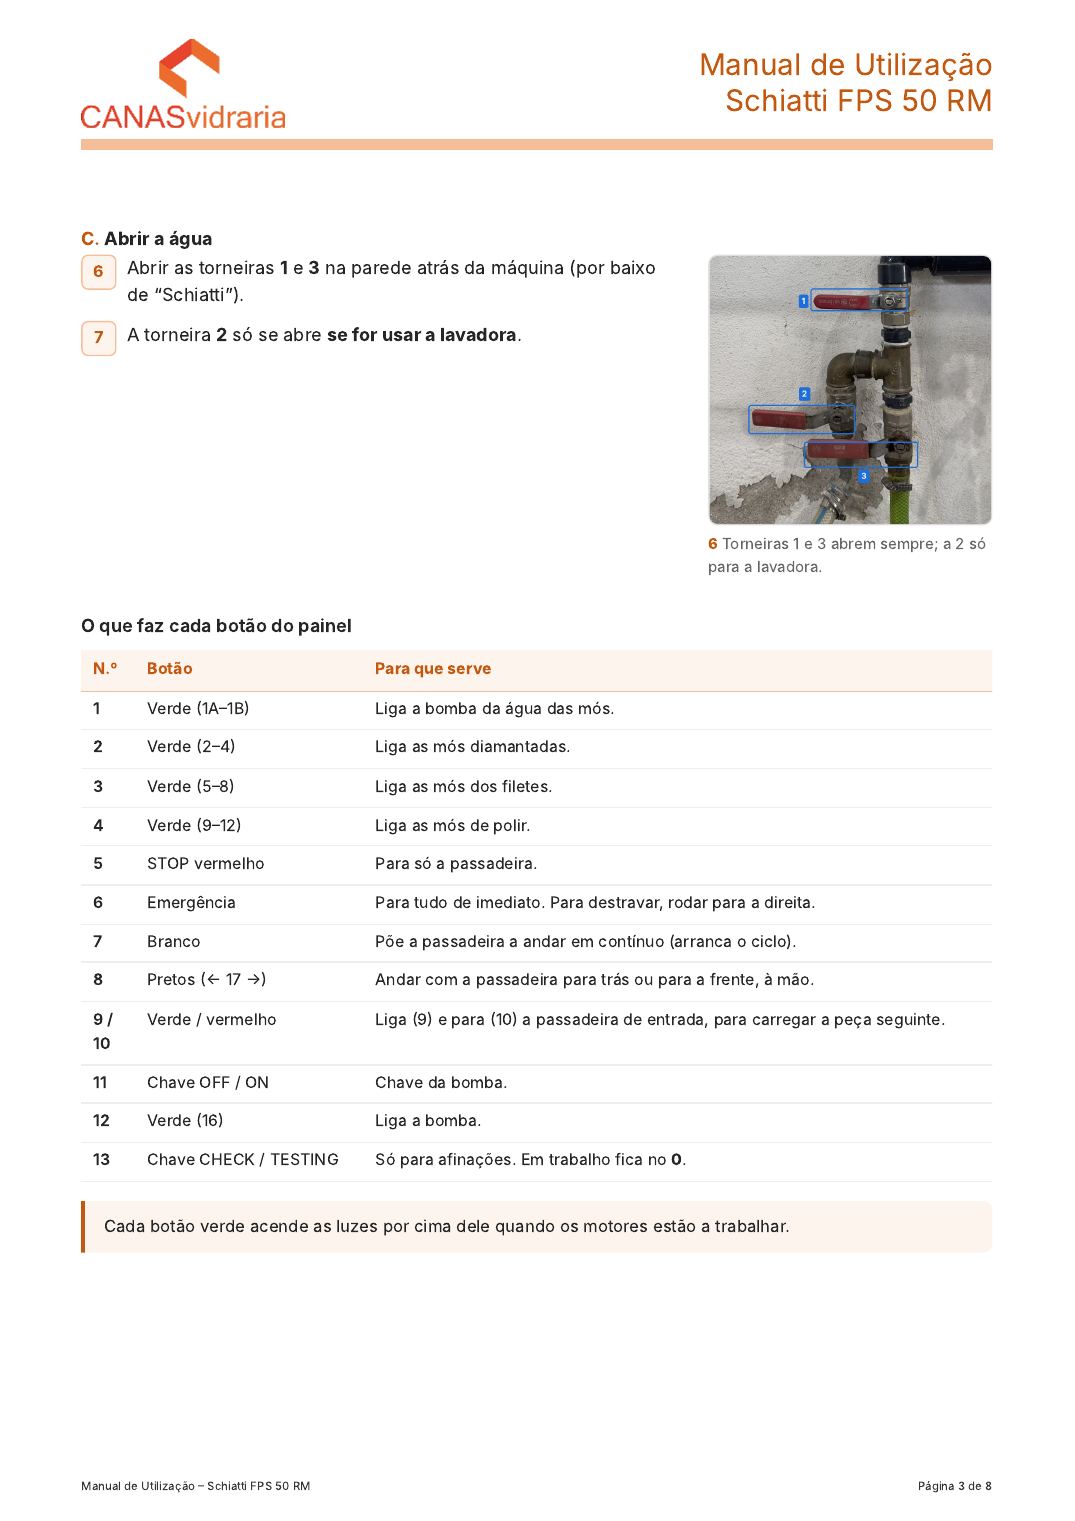 CANASvidraria
Manual de Utilização
Schiatti FPS 50 RM
C. Abrir a água
6 Abrir as torneiras 1 e 3 na parede atrás da máquina (por baixo
de “Schiatti”).
7 A torneira 2 só se abre se for usar a lavadora.
1
2
3
6 Torneiras 1 e 3 abrem sempre; a 2 só
para a lavadora.
O que faz cada botão do painel
N.º Botão Para que serve
1 Verde (1A–1B) Liga a bomba da água das mós.
2 Verde (2–4) Liga as mós diamantadas.
3 Verde (5–8) Liga as mós dos filetes.
4 Verde (9–12) Liga as mós de polir.
5 STOP vermelho Para só a passadeira.
6 Emergência Para tudo de imediato. Para destravar, rodar para a direita.
7 Branco Põe a passadeira a andar em contínuo (arranca o ciclo).
8 Pretos (← 17 →) Andar com a passadeira para trás ou para a frente, à mão.
9 / Verde / vermelho Liga (9) e para (10) a passadeira de entrada, para carregar a peça seguinte.
10
11 Chave OFF / ON Chave da bomba.
12 Verde (16) Liga a bomba.
13 Chave CHECK / TESTING Só para afinações. Em trabalho fica no 0.
Cada botão verde acende as luzes por cima dele quando os motores estão a trabalhar.
Manual de Utilização – Schiatti FPS 50 RM Página 3 de 8